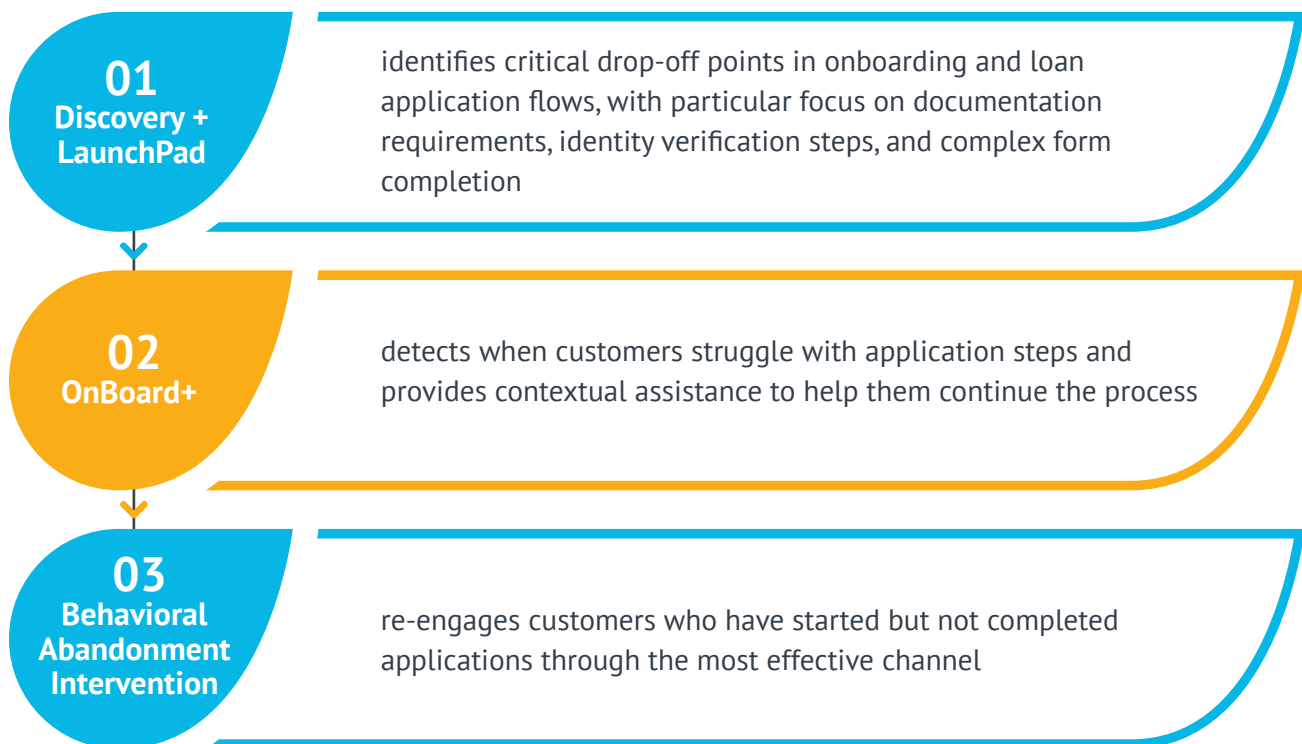 01
Discovery +
LaunchPad
identifies critical drop-off points in onboarding and loan
application flows, with particular focus on documentation
requirements, identity verification steps, and complex form
completion
02
OnBoard+
detects when customers struggle with application steps and
provides contextual assistance to help them continue the process
03
Behavioral
Abandonment
Intervention
re-engages customers who have started but not completed
applications through the most effective channel